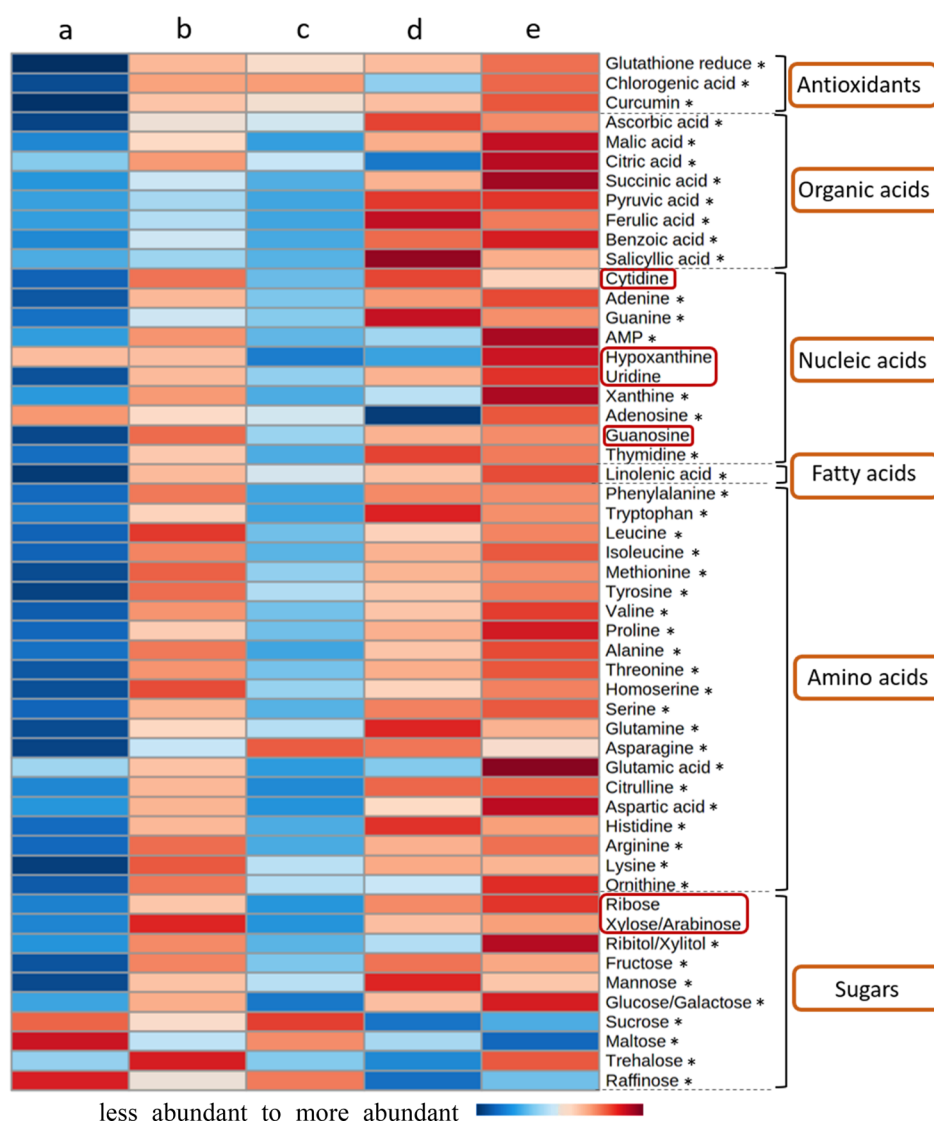 a b c d e
Glutathione reduce *
Chlorogenic acid *
Curcumin *
Antioxidants
Ascorbic acid *
Malic acid *
Citric acid *
Succinic acid *
Pyruvic acid *
Ferulic acid *
Benzoic acid *
Salicyllic acid *
Organic acids
Cytidine
Adenine *
Guanine *
AMP *
Hypoxanthine
Uridine
Xanthine *
Adenosine *
Guanosine
Thymidine *
Nucleic acids
Linolenic acid *
Fatty acids
Phenylalanine *
Tryptophan *
Leucine *
Isoleucine *
Methionine *
Tyrosine *
Valine *
Proline *
Alanine *
Threonine *
Homoserine *
Serine *
Glutamine *
Asparagine *
Glutamic acid *
Citrulline *
Aspartic acid *
Histidine *
Arginine *
Lysine *
Ornithine *
Amino acids
Ribose
Xylose/Arabinose
Ribitol/Xylitol *
Fructose *
Mannose *
Glucose/Galactose *
Sucrose *
Maltose *
Trehalose *
Raffinose *
Sugars
less abundant to more abundant